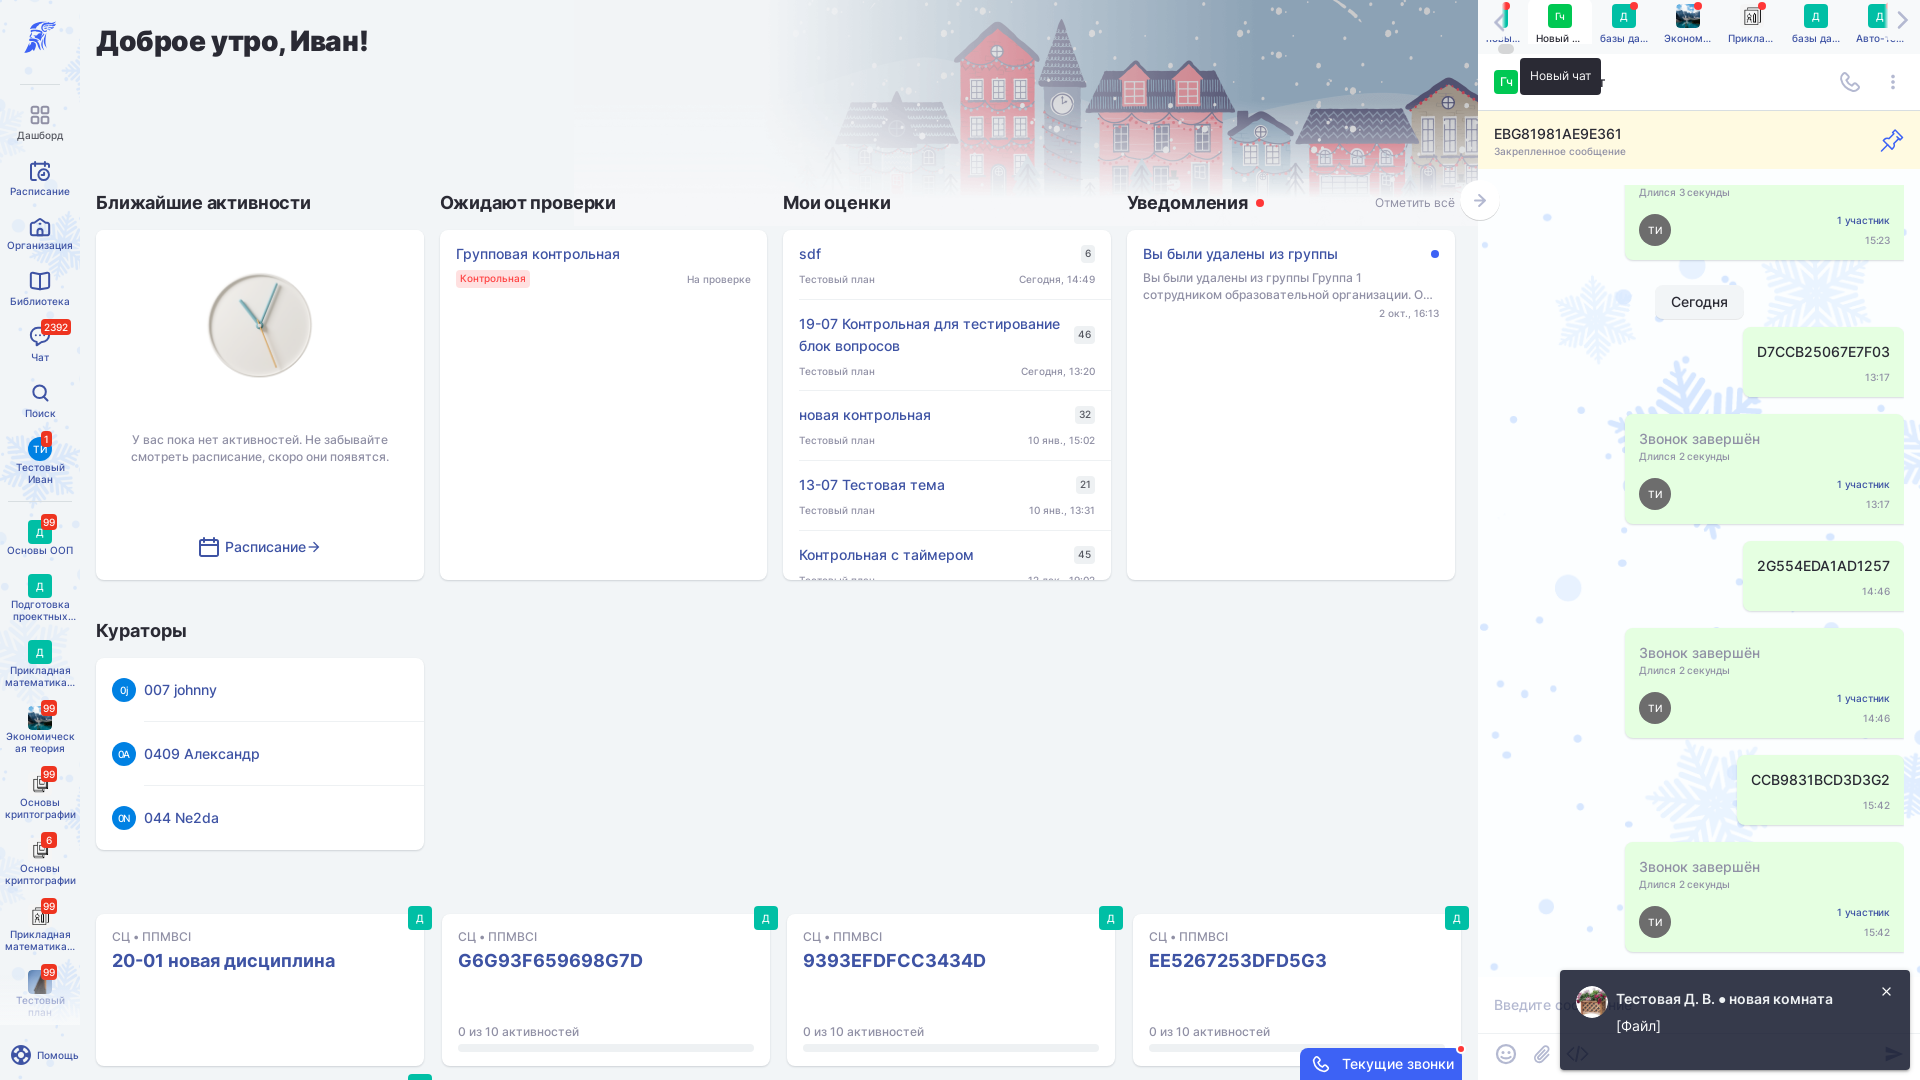 Доброе утро, Иван!
Дашборд
Расписание
Организация
Библиотека
2392
Чат
Поиск
1
ТИ
Тестовый
Иван
99
Д
Основы ООП
Д
Подготовка
проектных...
Д
Прикладная
математика...
99
Экономическ
ая теория
99
Основы
криптографии
6
Основы
криптографии
99
Прикладная
математика...
99
Тестовый
план
Помощь
Ближайшие активности
У вас пока нет активностей. Не забывайте
смотреть расписание, скоро они появятся.
Расписание
Ожидают проверки
Групповая контрольная
Контрольная
На проверке
Мои оценки
sdf
6
Тестовый план
Сегодня, 14:49
19-07 Контрольная для тестирование
блок вопросов
46
Тестовый план
Сегодня, 13:20
новая контрольная
32
Тестовый план
10 янв., 15:02
13-07 Тестовая тема
21
Тестовый план
10 янв., 13:31
Контрольная с таймером
45
Тестовый план
Уведомления
Отметить всё
Вы были удалены из группы
Вы были удалены из группы Группа 1
сотрудником образовательной организации. О...
2 окт., 16:13
Кураторы
0j
007 johnny
0А
0409 Александр
0N
044 Ne2da
Д
СЦ • ППМВСІ
20-01 новая дисциплина
Д
СЦ • ППМВСІ
G6G93F659698G7D
0 из 10 активностей
Д
СЦ • ППМВСІ
9393EFDFCC3434D
0 из 10 активностей
Д
СЦ • ППМВСІ
EE5267253DFD5G3
0 из 10 активностей
Текущие звонки
Гч
Новый ...
Д
базы да...
Эконом...
Прикла...
Д
базы да...
Д
Гч
Новый чат
EBG81981AE9E361
Закрепленное сообщение
Длился 3 секунды
ТИ
1 участник
15:23
Сегодня
D7CCB25067E7F03
13:17
Звонок завершён
Длился 2 секунды
ТИ
1 участник
13:17
2G554EDA1AD1257
14:46
Звонок завершён
Длился 2 секунды
ТИ
1 участник
14:46
CCB9831BCD3D3G2
15:42
Звонок завершён
Длился 2 секунды
ТИ
1 участник
15:42
Введите
Тестовая Д. В. ● новая комната
[Файл]